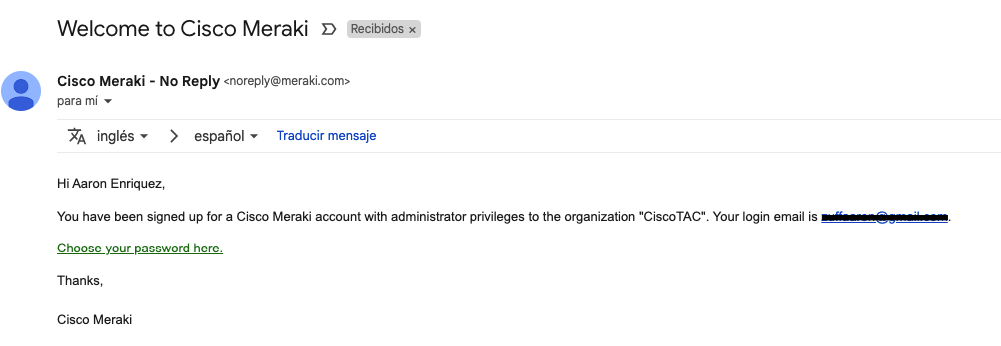 Welcome to Cisco Meraki Recibidos x
Cisco Meraki - No Reply <noreply@meraki.com>
para mí
inglés español Traducir mensaje
Hi Aaron Enriquez,
You have been signed up for a Cisco Meraki account with administrator privileges to the organization "CiscoTAC". Your login email is .
Choose your password here.
Thanks,
Cisco Meraki